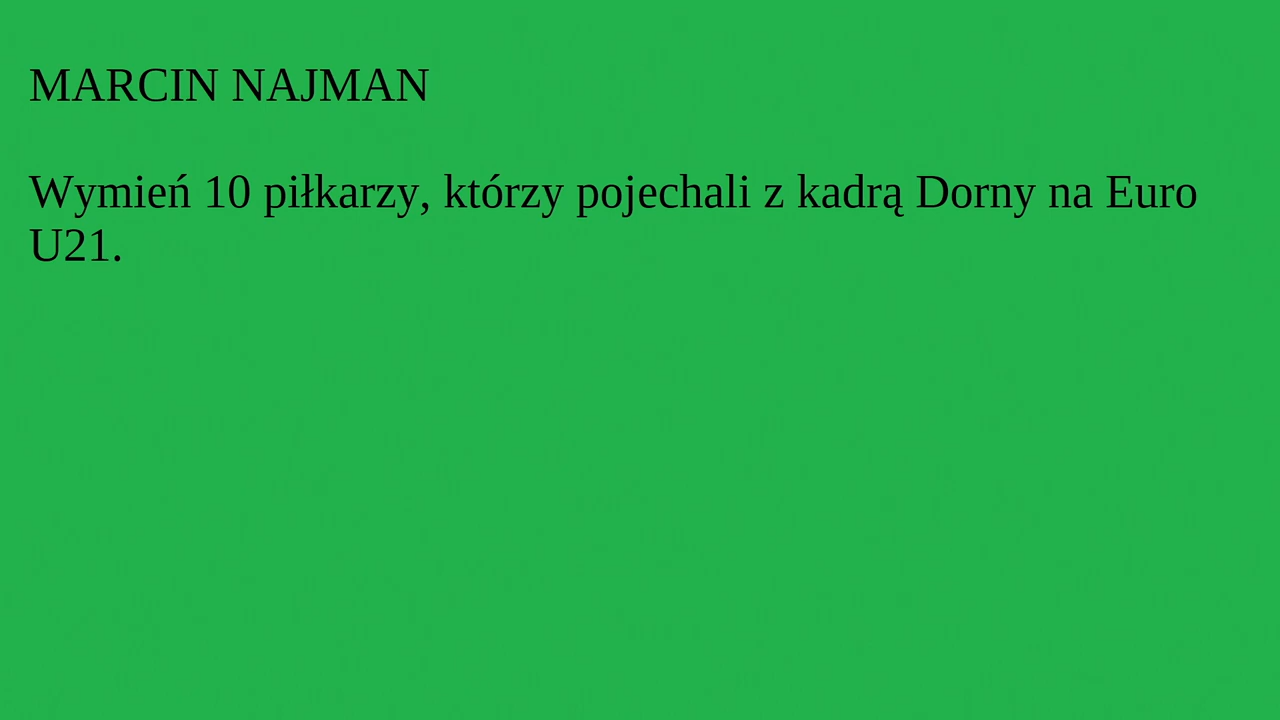 MARCIN NAJMAN
Wymień 10 piłkarzy, którzy pojechali z kadrą Dorny na Euro
U21.